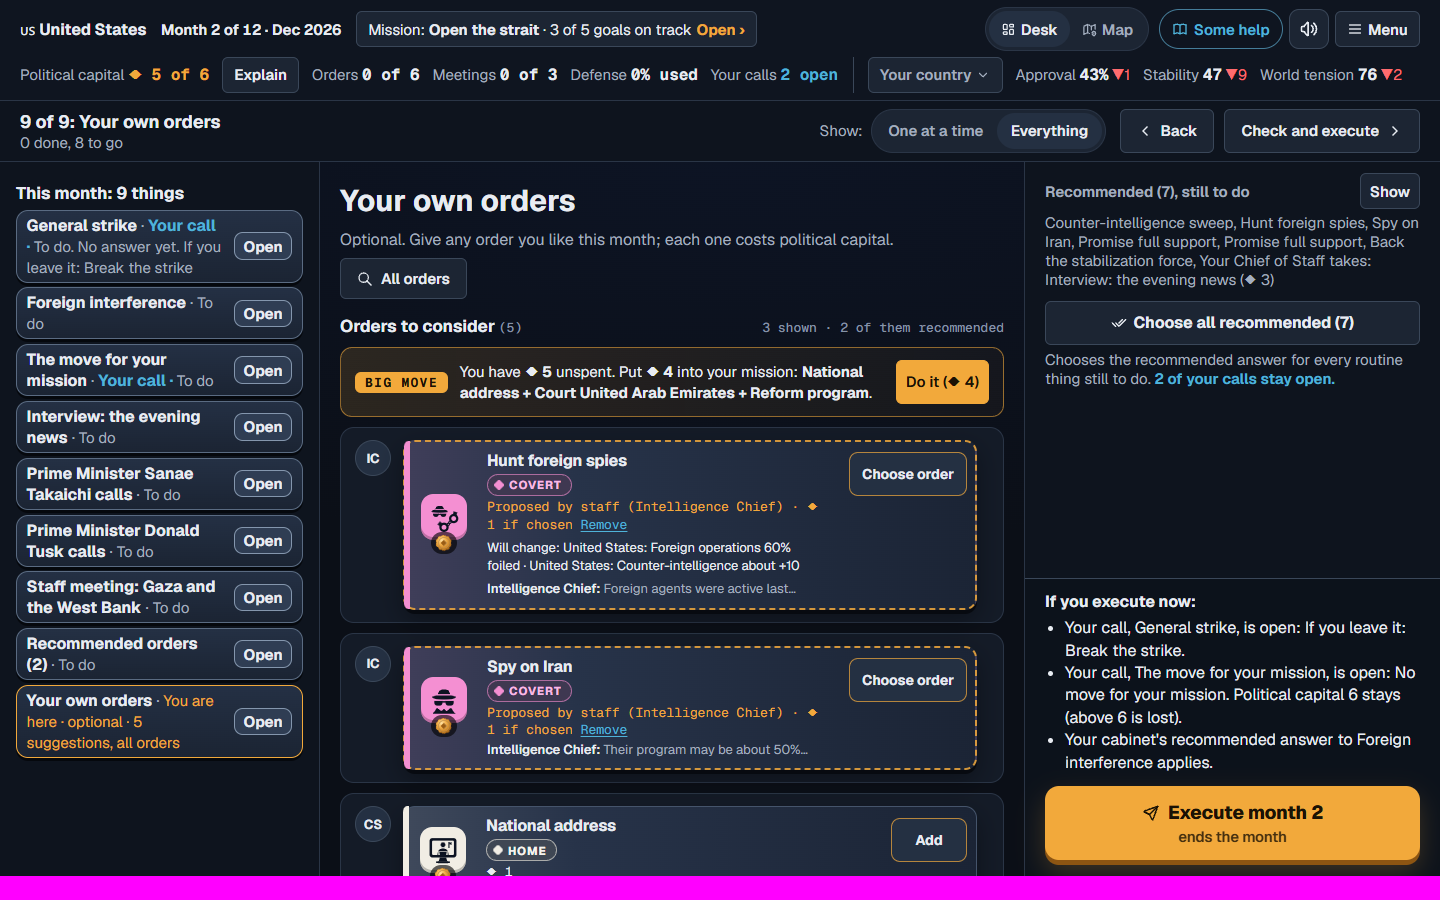 US United States Month 2 of 12 · Dec 2026 Mission: Open the strait · 3 of 5 goals on track Open › Desk Map Some help Menu
Political capital ◆ 5 of 6 Explain Orders 0 of 6 Meetings 0 of 3 Defense 0% used Your calls 2 open Your country Approval 43% ▼1 Stability 47 ▼9 World tension 76 ▼2
9 of 9: Your own orders
0 done, 8 to go
Show: One at a time Everything Back Check and execute
This month: 9 things
General strike · Your call
· To do. No answer yet. If you
leave it: Break the strike
Open
Foreign interference · To
do
Open
The move for your
mission · Your call · To do
Open
Interview: the evening
news · To do
Open
Prime Minister Sanae
Takaichi calls · To do
Open
Prime Minister Donald
Tusk calls · To do
Open
Staff meeting: Gaza and
the West Bank · To do
Open
Recommended orders
(2) · To do
Open
Your own orders · You are
here · optional · 5
suggestions, all orders
Open
Your own orders
Optional. Give any order you like this month; each one costs political capital.
All orders
Orders to consider (5)
3 shown · 2 of them recommended
BIG MOVE
You have ◆ 5 unspent. Put ◆ 4 into your mission: National
address + Court United Arab Emirates + Reform program.
Do it (◆ 4)
IC
Hunt foreign spies
COVERT
Proposed by staff (Intelligence Chief) · ◆
1 if chosen Remove
Will change: United States: Foreign operations 60%
foiled · United States: Counter-intelligence about +10
Intelligence Chief: Foreign agents were active last…
Choose order
IC
Spy on Iran
COVERT
Proposed by staff (Intelligence Chief) · ◆
1 if chosen Remove
Intelligence Chief: Their program may be about 50%…
Choose order
CS
National address
HOME
◆ 1
Add
Recommended (7), still to do
Show
Counter-intelligence sweep, Hunt foreign spies, Spy on
Iran, Promise full support, Promise full support, Back
the stabilization force, Your Chief of Staff takes:
Interview: the evening news (◆ 3)
Choose all recommended (7)
Chooses the recommended answer for every routine
thing still to do. 2 of your calls stay open.
If you execute now:
• Your call, General strike, is open: If you leave it:
Break the strike.
• Your call, The move for your mission, is open: No
move for your mission. Political capital 6 stays
(above 6 is lost).
• Your cabinet's recommended answer to Foreign
interference applies.
Execute month 2
ends the month